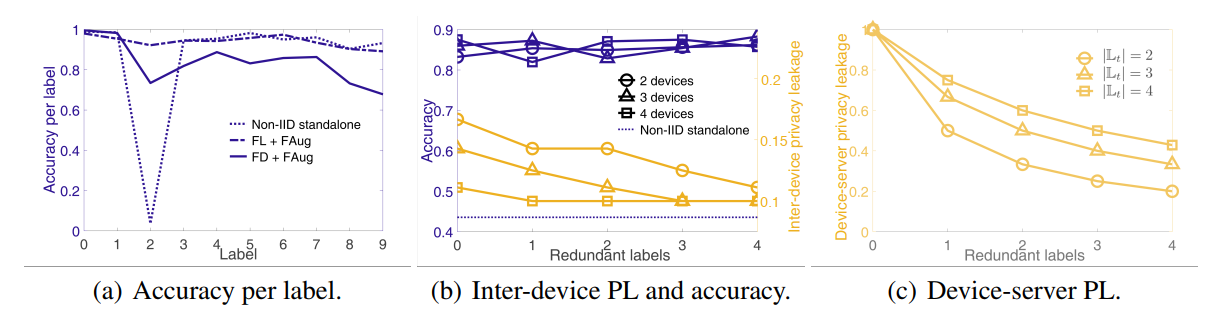 Accuracy per label
1
0.8
0.6
0.4
0.2
0
0 1 2 3 4 5 6 7 8 9
Label
Non-IID standalone
FL + FAug
FD + FAug
(a) Accuracy per label.
Accuracy
0.9
0.8
0.7
0.6
0.5
0.4
0 1 2 3 4
Redundant labels
2 devices
3 devices
4 devices
Non-IID standalone
0.2
0.15
0.1
Inter-device privacy leakage
(b) Inter-device PL and accuracy.
Device-server privacy leakage
0.8
0.6
0.4
0.2
0
0 1 2 3 4
Redundant labels
|𝕃t| = 2
|𝕃t| = 3
|𝕃t| = 4
(c) Device-server PL.